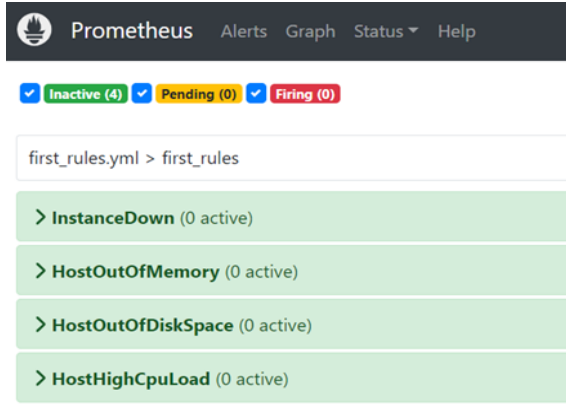 Prometheus Alerts Graph Status Help
Inactive (4) Pending (0) Firing (0)
first_rules.yml > first_rules
InstanceDown (0 active)
HostOutOfMemory (0 active)
HostOutOfDiskSpace (0 active)
HostHighCpuLoad (0 active)